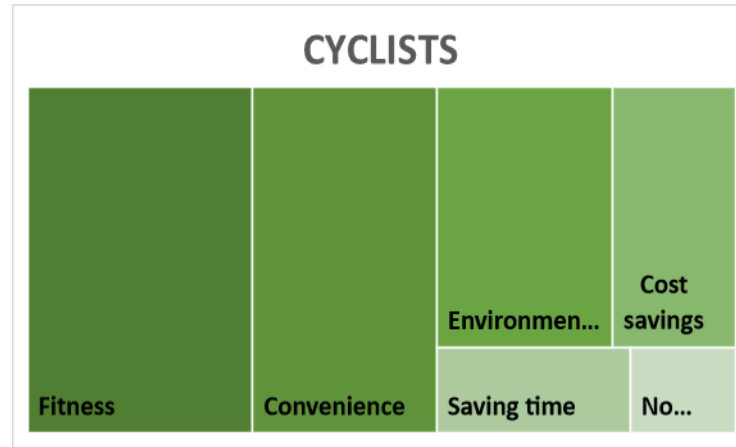 CYCLISTS
Cost
Environmen...
savings
Fitness
Convenience
Saving time
No...